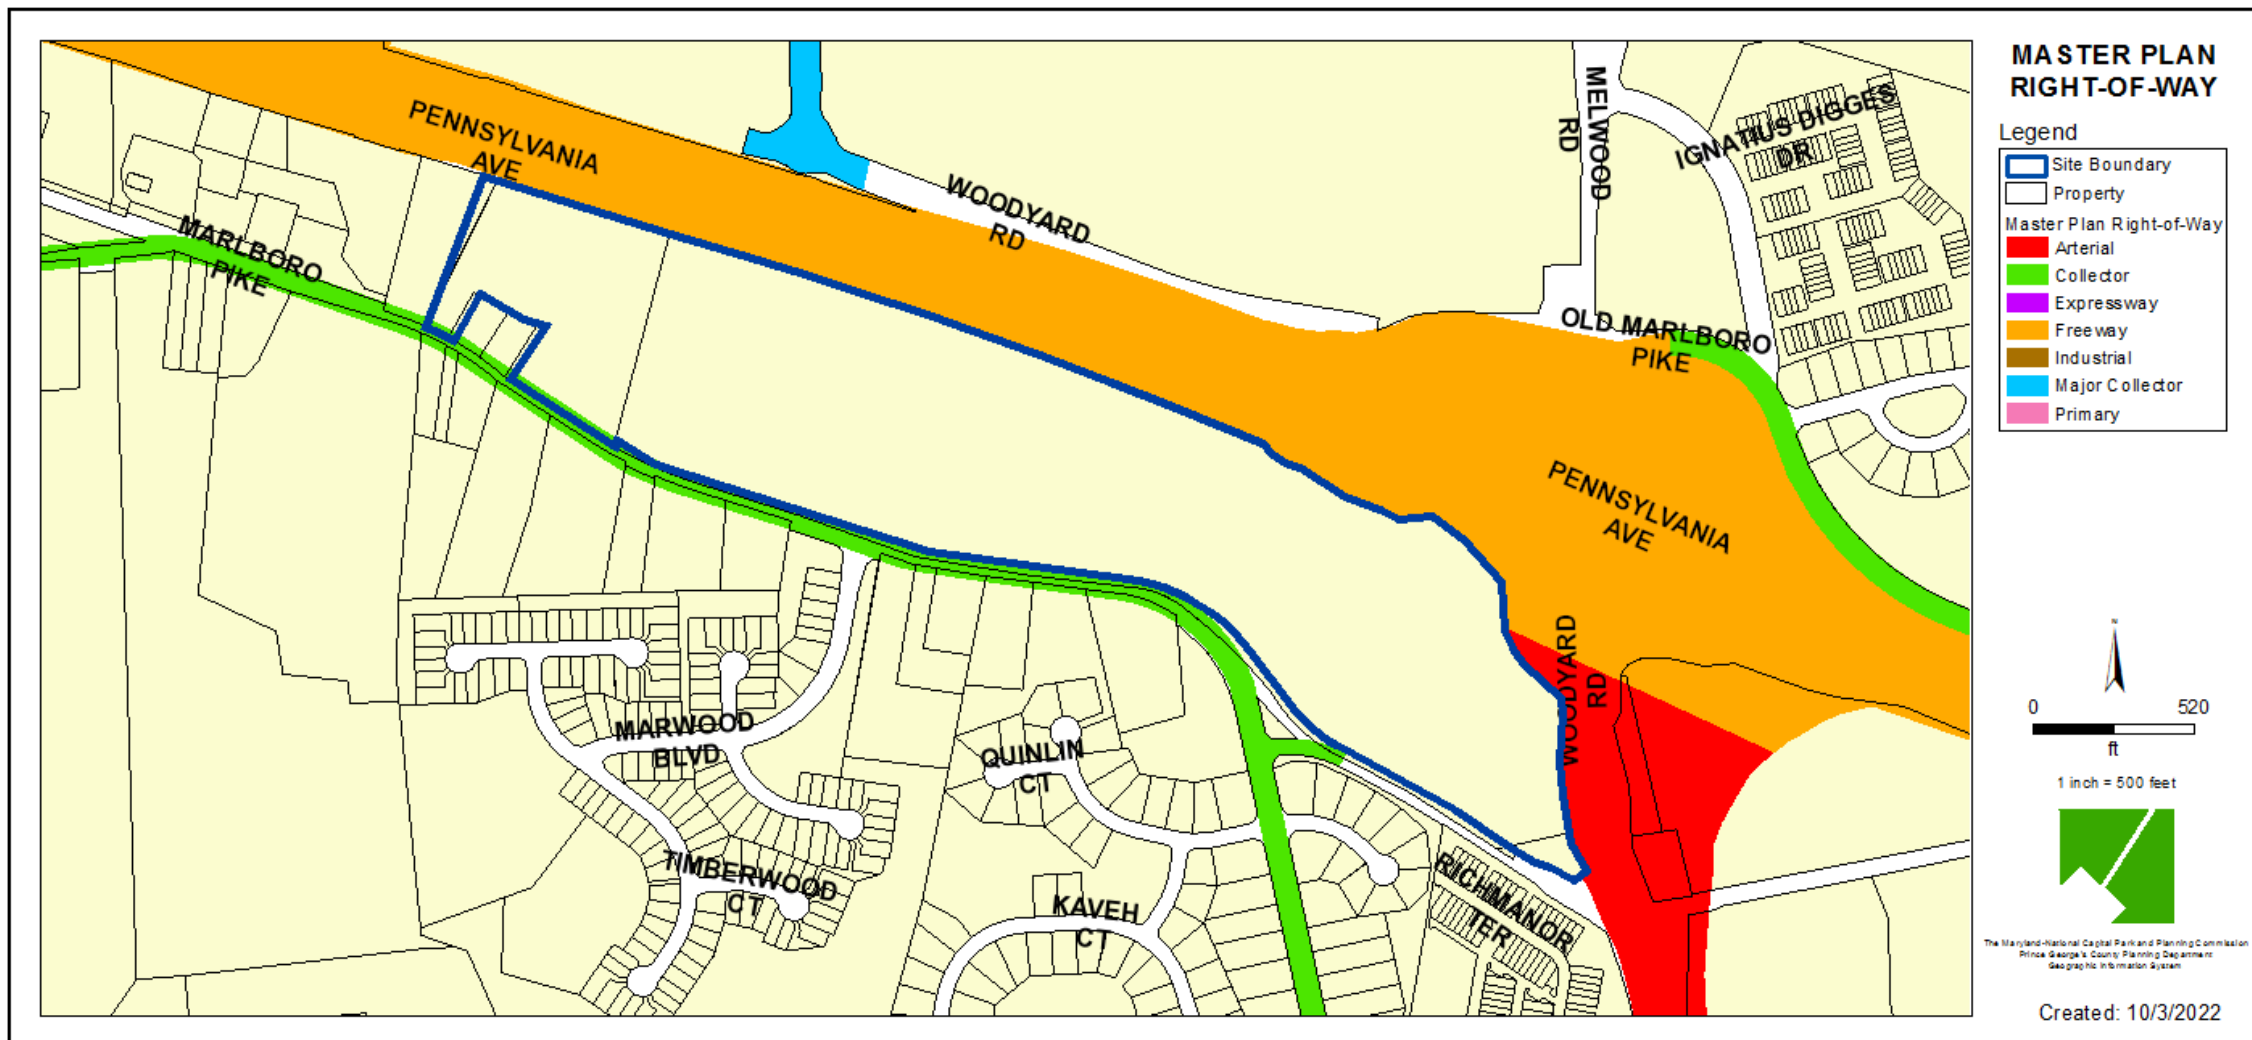 MASTER PLAN
RIGHT-OF-WAY
Legend
Site Boundary
Property
Master Plan Right-of-Way
Arterial
Collector
Expressway
Freeway
Industrial
Major Collector
Primary
PENNSYLVANIA
AVE
WOODYARD
RD
MELWOOD
RD
IGNATIUS DIGGES
DR
MARLBORO
PIKE
OLD MARLBORO
PIKE
PENNSYLVANIA
AVE
WOODYARD
RD
MARWOOD
BLVD
QUINLIN
CT
TIMBERWOOD
CT
KAVEH
CT
RICHMANOR
TER
N
0 520
ft
1 inch = 500 feet
The Maryland-National Capital Park and Planning Commission
Prince George's County Planning Department
Geographic Information System
Created: 10/3/2022